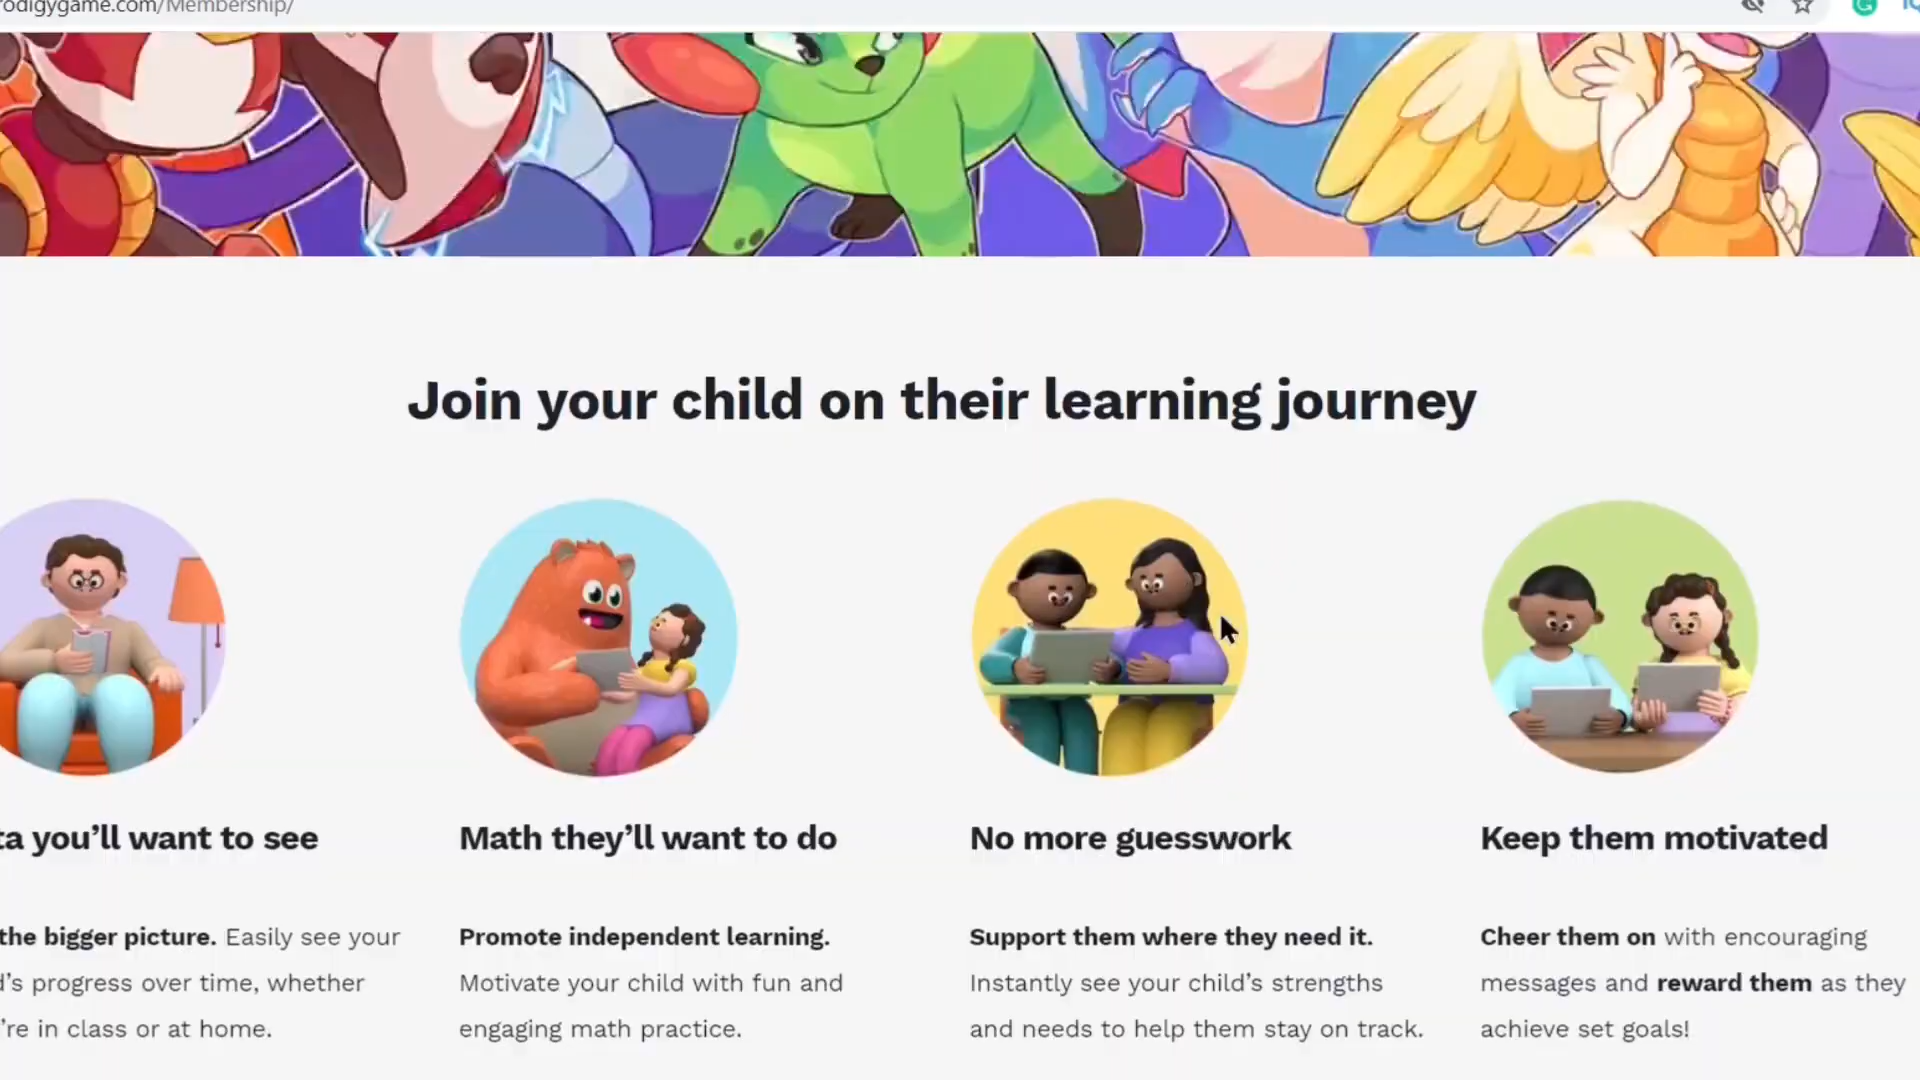 rodigygame.com/Membership/
Join your child on their learning journey
ta you'll want to see
Math they'll want to do
No more guesswork
Keep them motivated
the bigger picture. Easily see your
d's progress over time, whether
're in class or at home.
Promote independent learning.
Motivate your child with fun and
engaging math practice.
Support them where they need it.
Instantly see your child's strengths
and needs to help them stay on track.
Cheer them on with encouraging
messages and reward them as they
achieve set goals!